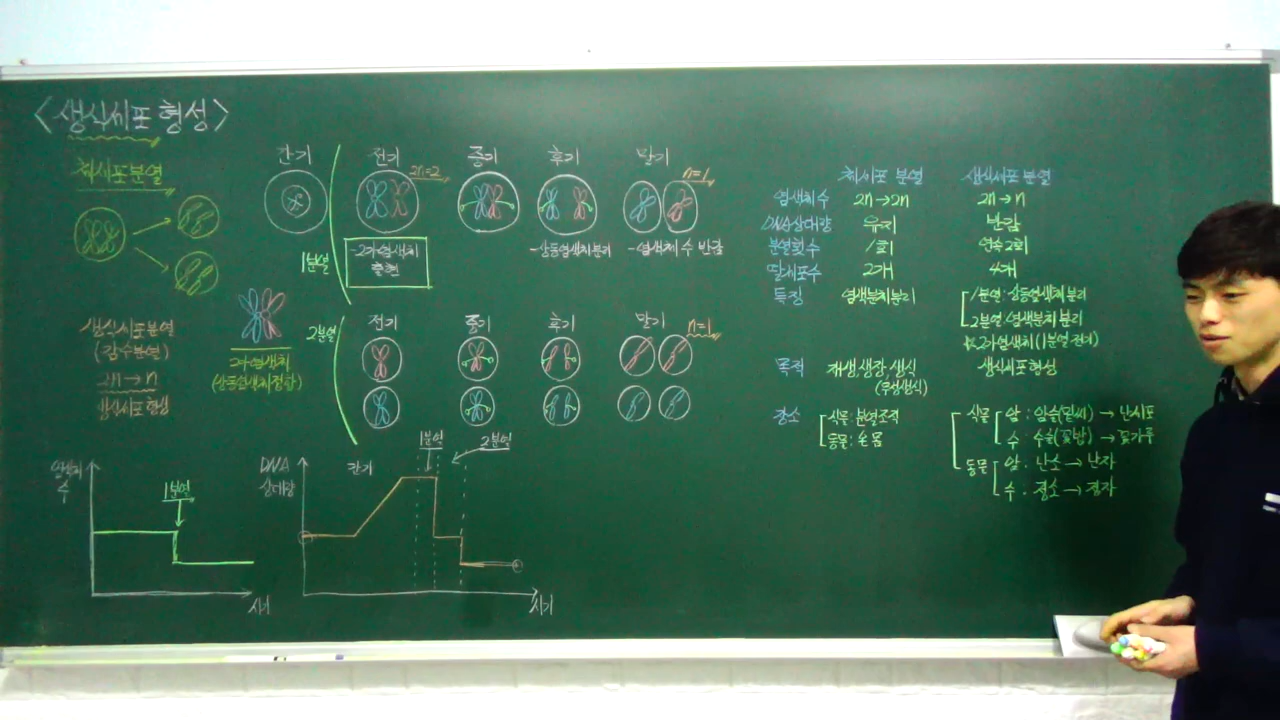 <생식세포 형성>
체세포분열
간기 전기 중기 후기 말기
2n=2
n=1
1분열
-2가염색체
출현
-상동염색체분리
-염색체 수 반감
2분열
전기 중기 후기 말기
n=1
생식세포분열
(감수분열)
2n → n
생식세포 형성
2가염색체
(상동염색체접합)
염색체
수
1분열
시기
DNA
상대량
간기
1분열
2분열
시기
체세포 분열 생식세포 분열
염색체수 2n→2n 2n→n
DNA상대량 유지 반감
분열횟수 1회 연속2회
딸세포수 2개 4개
특징 염색분체분리 1분열:상동염색체분리
2분열:염색분체분리
※2가염색체(1분열 전기)
목적 재생,생장,생식 생식세포 형성
(무성생식)
장소 식물:분열조직
동물:온몸
식물 암:암술(밑씨)→난세포
수:수술(꽃밥)→꽃가루
동물 암:난소→난자
수:정소→정자